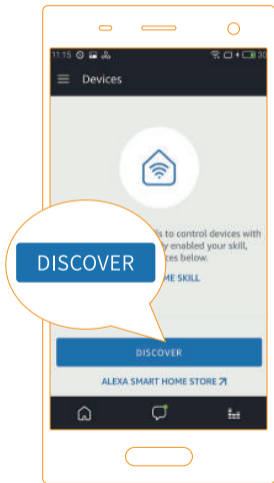 11:15 30
Devices
ls to control devices with
y enabled your skill,
ces below.
ME SKILL
DISCOVER
DISCOVER
ALEXA SMART HOME STORE